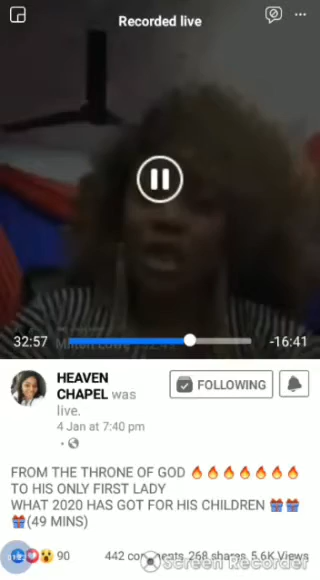 Recorded live
32:57
-16:41
HEAVEN
CHAPEL was
live.
FOLLOWING
4 Jan at 7:40 pm
FROM THE THRONE OF GOD 🔥🔥🔥🔥🔥🔥🔥
TO HIS ONLY FIRST LADY
WHAT 2020 HAS GOT FOR HIS CHILDREN 🎁🎁
🎁(49 MINS)
90
442 comments 268 shares 5.6K Views
Screen Recorder